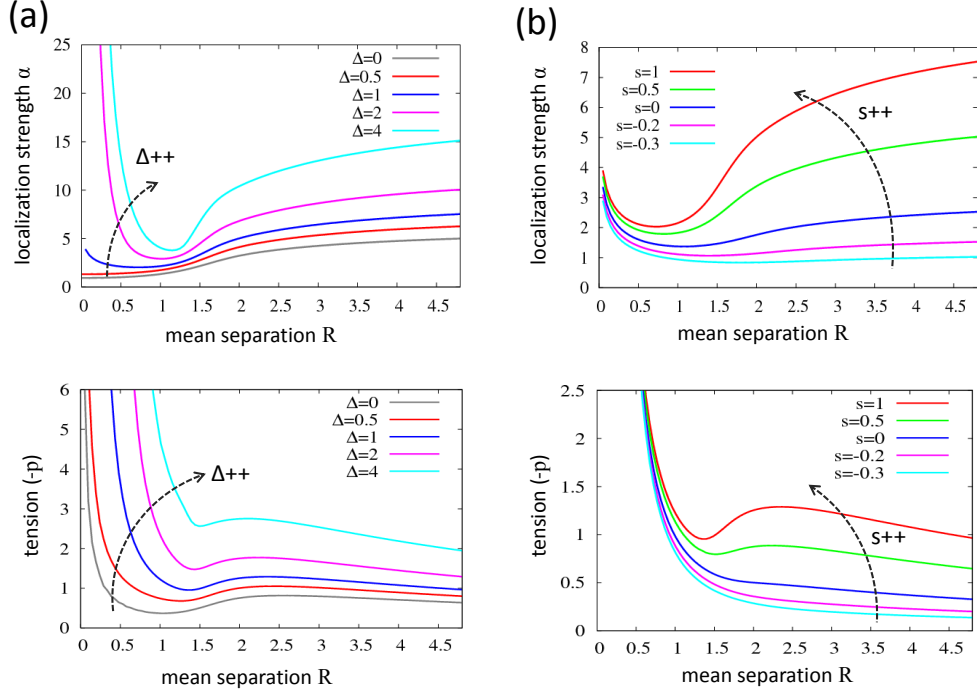 (a)
25
20
15
10
5
0
0
0.5
1
1.5
2
2.5
3
3.5
4
4.5
localization strength α
mean separation R
Δ=0
Δ=0.5
Δ=1
Δ=2
Δ=4
Δ++
(b)
8
7
6
5
4
3
2
1
0
0
0.5
1
1.5
2
2.5
3
3.5
4
4.5
localization strength α
mean separation R
s=1
s=0.5
s=0
s=-0.2
s=-0.3
s++
6
5
4
3
2
1
0
0
0.5
1
1.5
2
2.5
3
3.5
4
4.5
tension (-p)
mean separation R
Δ=0
Δ=0.5
Δ=1
Δ=2
Δ=4
Δ++
2.5
2
1.5
1
0.5
0
0
0.5
1
1.5
2
2.5
3
3.5
4
4.5
tension (-p)
mean separation R
s=1
s=0.5
s=0
s=-0.2
s=-0.3
s++